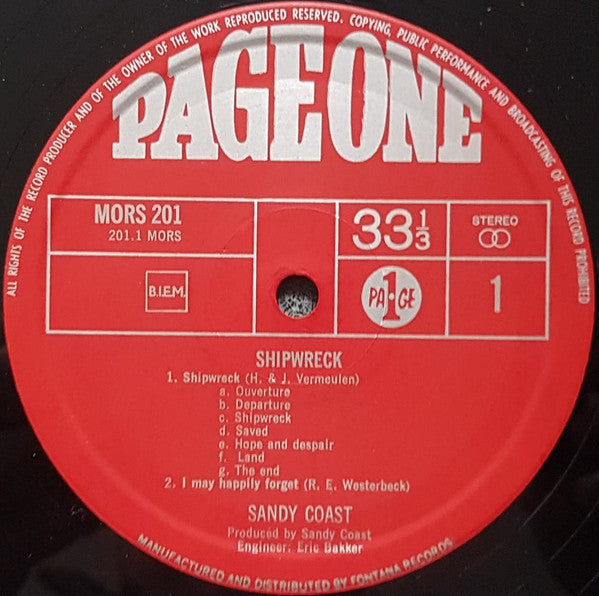 ALL RIGHTS OF THE RECORD PRODUCER AND OF THE OWNER OF THE WORK REPRODUCED RESERVED. COPYING, PUBLIC PERFORMANCE AND BROADCASTING OF THIS RECORD PROHIBITED
PAGE ONE
MORS 201
201.1 MORS
33⅓
STEREO
B.I.E.M.
PA·GE
1
1
SHIPWRECK
1. Shipwreck (H. & J. Vermeulen)
a. Ouverture
b. Departure
c. Shipwreck
d. Saved
e. Hope and despair
f. Land
g. The end
2. I may happily forget (R. E. Westerbeck)
SANDY COAST
Produced by Sandy Coast
Engineer: Eric Bakker
MANUFACTURED AND DISTRIBUTED BY FONTANA RECORDS